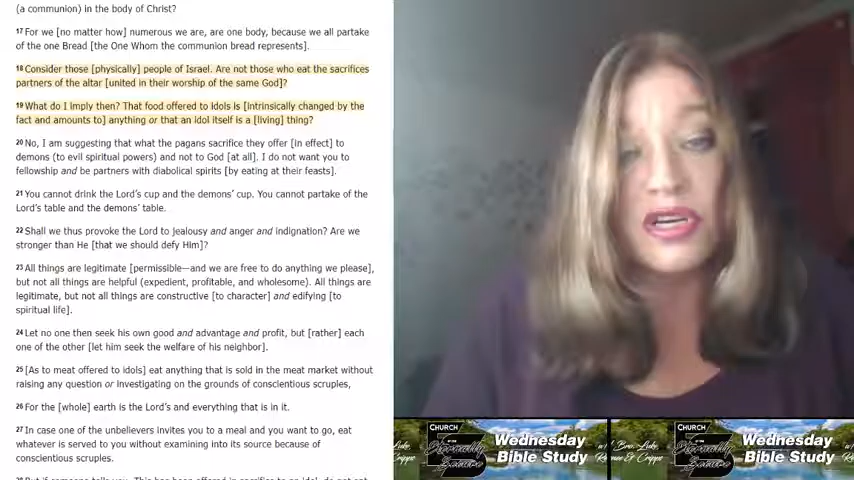 (a communion) in the body of Christ?
17 For we [no matter how] numerous we are, are one body, because we all partake
of the one Bread [the One Whom the communion bread represents].
18 Consider those [physically] people of Israel. Are not those who eat the sacrifices
partners of the altar [united in their worship of the same God]?
19 What do I imply then? That food offered to idols is [intrinsically changed by the
fact and amounts to] anything or that an idol itself is a [living] thing?
20 No, I am suggesting that what the pagans sacrifice they offer [in effect] to
demons (to evil spiritual powers) and not to God [at all]. I do not want you to
fellowship and be partners with diabolical spirits [by eating at their feasts].
21 You cannot drink the Lord's cup and the demons' cup. You cannot partake of the
Lord's table and the demons' table.
22 Shall we thus provoke the Lord to jealousy and anger and indignation? Are we
stronger than He [that we should defy Him]?
23 All things are legitimate [permissible—and we are free to do anything we please],
but not all things are helpful (expedient, profitable, and wholesome). All things are
legitimate, but not all things are constructive [to character] and edifying [to
spiritual life].
24 Let no one then seek his own good and advantage and profit, but [rather] each
one of the other [let him seek the welfare of his neighbor].
25 [As to meat offered to idols] eat anything that is sold in the meat market without
raising any question or investigating on the grounds of conscientious scruples,
26 For the [whole] earth is the Lord's and everything that is in it.
27 In case one of the unbelievers invites you to a meal and you want to go, eat
whatever is served to you without examining into its source because of
conscientious scruples.
CHURCH
Eternally
Secure
Wednesday
Bible Study
Bro. Luke
CHURCH
Eternally
Secure
Wednesday
Bible Study